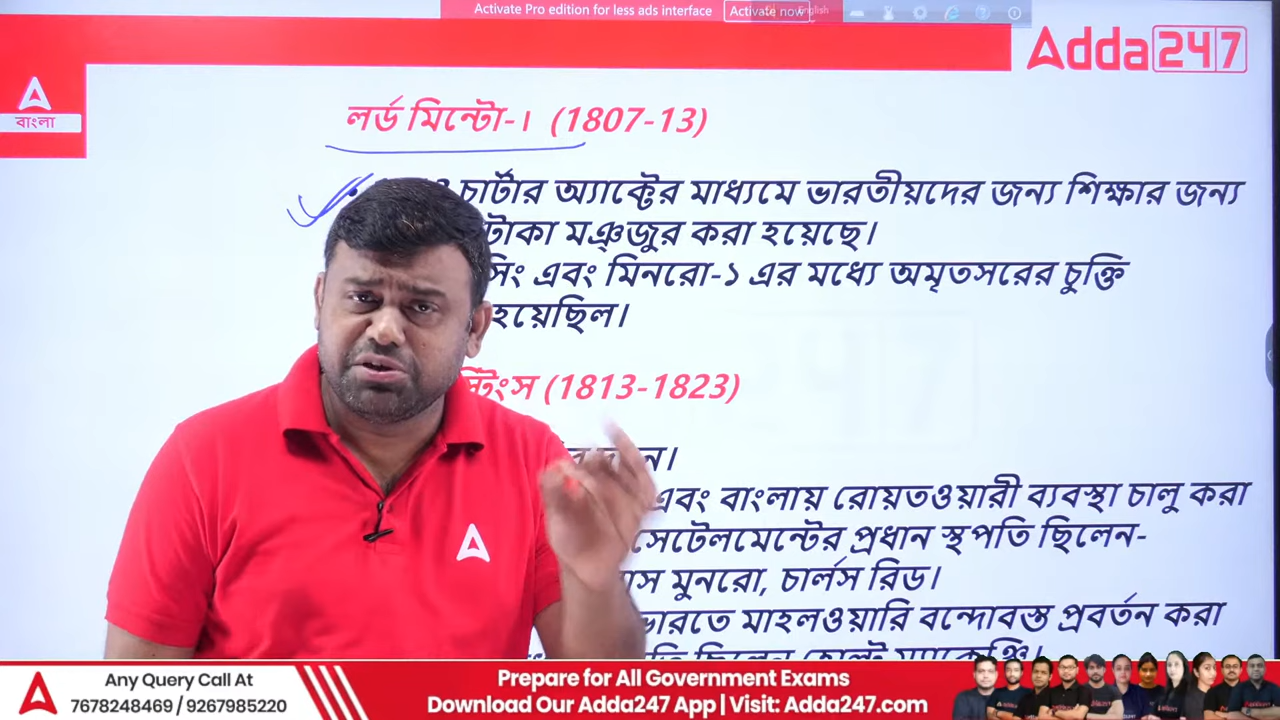 Activate Pro edition for less ads interface Activate now English
Adda247
বাংলা
লর্ড মিন্টো-। (1807-13)
চার্টার অ্যাক্টের মাধ্যমে ভারতীয়দের জন্য শিক্ষার জন্য
টাকা মঞ্জুর করা হয়েছে।
সিং এবং মিনরো-১ এর মধ্যে অমৃতসরের চুক্তি
হয়েছিল।
(1813-1823)
এবং বাংলায় রোয়তওয়ারী ব্যবস্থা চালু করা
সেটেলমেন্টের প্রধান স্থপতি ছিলেন-
মুনরো, চার্লস রিড।
ভারতে মাহলওয়ারি বন্দোবস্ত প্রবর্তন করা
ছিলেন হোল্ট ম্যাকেঞ্জি।
Any Query Call At
7678248469 / 9267985220
Prepare for All Government Exams
Download Our Adda247 App | Visit: Adda247.com